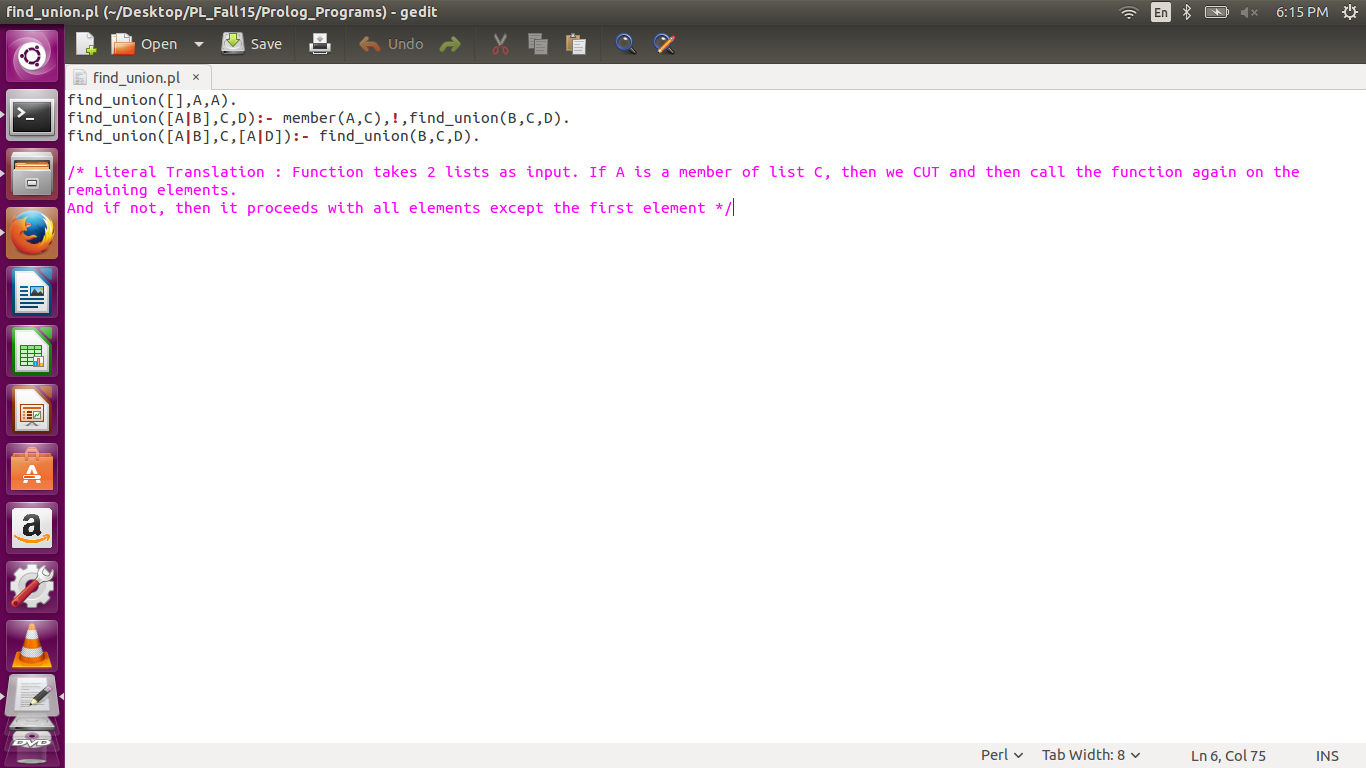 find_union.pl (~/Desktop/PL_Fall15/Prolog_Programs) - gedit
En
6:15 PM
Open
Save
Undo
find_union.pl ×
find_union([],A,A).
find_union([A|B],C,D):- member(A,C),!,find_union(B,C,D).
find_union([A|B],C,[A|D]):- find_union(B,C,D).
/* Literal Translation : Function takes 2 lists as input. If A is a member of list C, then we CUT and then call the function again on the
remaining elements.
And if not, then it proceeds with all elements except the first element */
Perl
Tab Width: 8
Ln 6, Col 75
INS